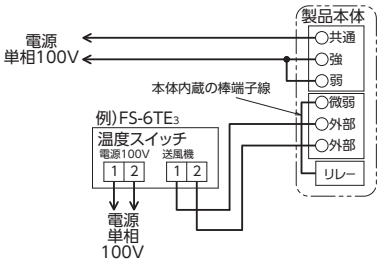 製品本体
電源
単相100V
共通
強
弱
本体内蔵の棒端子線
微弱
外部
外部
リレー
例)FS-6TE3
温度スイッチ
電源100V 送風機
1 2 1 2
電源
単相
100V